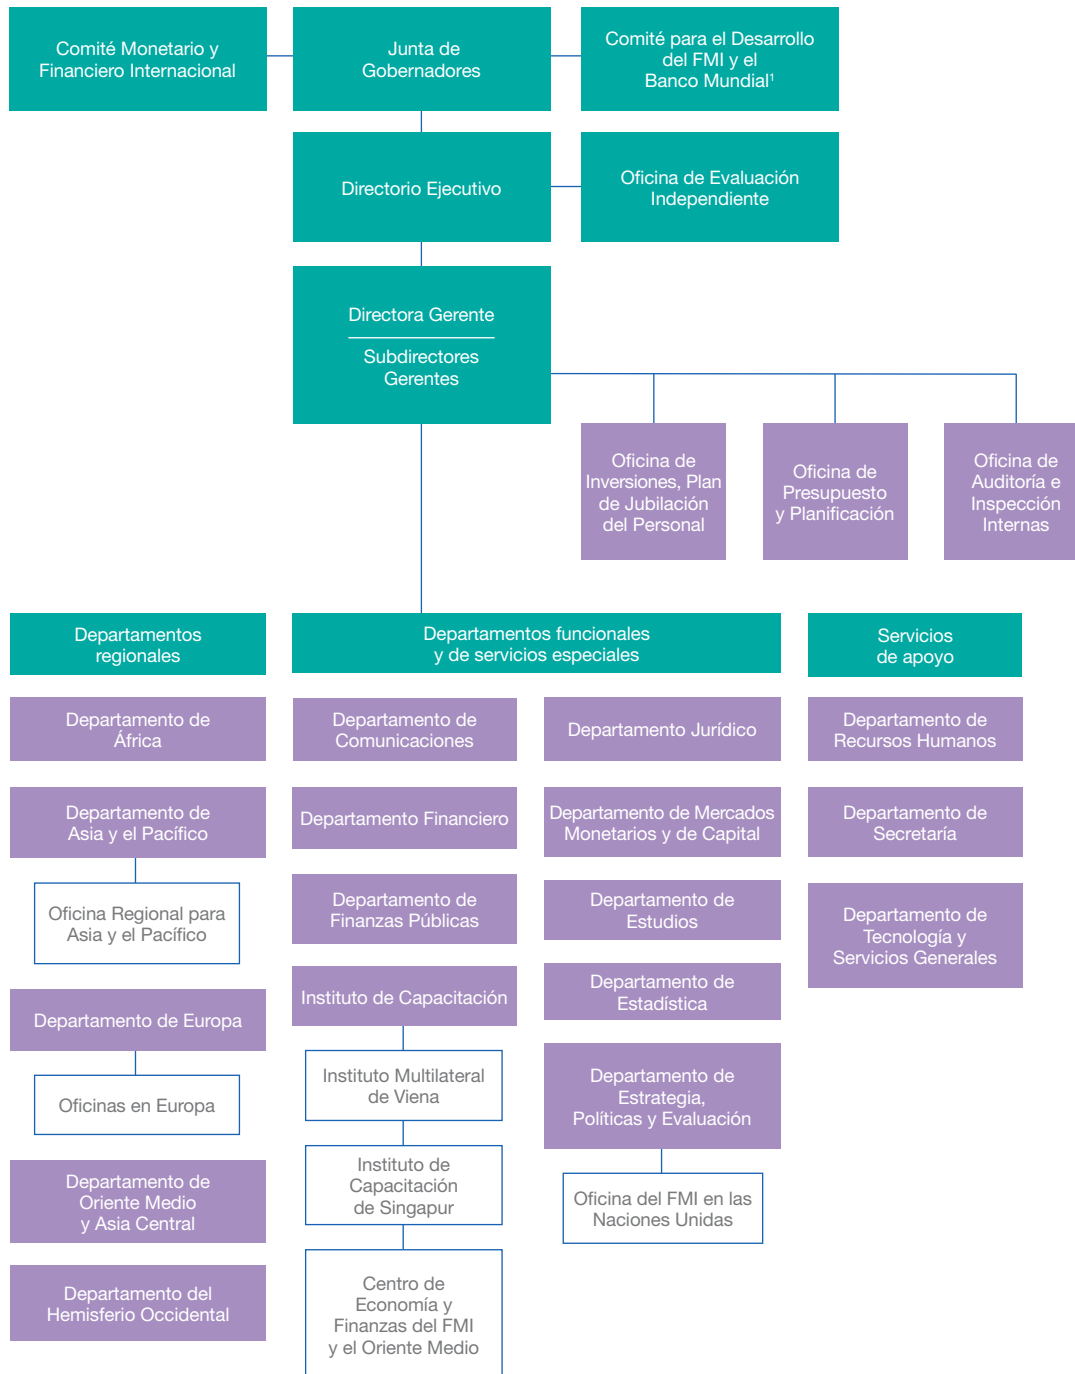 Comité Monetario y
Financiero Internacional
Junta de
Gobernadores
Comité para el Desarrollo
del FMI y el
Banco Mundial¹
Directorio Ejecutivo
Oficina de Evaluación
Independiente
Directora Gerente
Subdirectores
Gerentes
Oficina de
Inversiones, Plan
de Jubilación
del Personal
Oficina de
Presupuesto
y Planificación
Oficina de
Auditoría e
Inspección
Internas
Departamentos
regionales
Departamento de
África
Departamento de
Asia y el Pacífico
Oficina Regional para
Asia y el Pacífico
Departamento de Europa
Oficinas en Europa
Departamento de
Oriente Medio
y Asia Central
Departamento del
Hemisferio Occidental
Departamentos funcionales
y de servicios especiales
Departamento de
Comunicaciones
Departamento Financiero
Departamento de
Finanzas Públicas
Instituto de Capacitación
Instituto Multilateral
de Viena
Instituto de
Capacitación
de Singapur
Centro de
Economía y
Finanzas del FMI
y el Oriente Medio
Departamento Jurídico
Departamento de Mercados
Monetarios y de Capital
Departamento de
Estudios
Departamento de
Estadística
Departamento de
Estrategia,
Políticas y Evaluación
Oficina del FMI en las
Naciones Unidas
Servicios
de apoyo
Departamento de
Recursos Humanos
Departamento de
Secretaría
Departamento de
Tecnología y
Servicios Generales